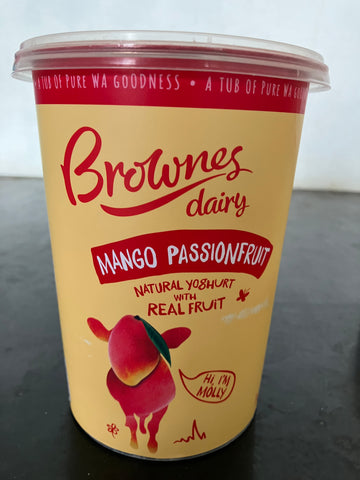 A TUB OF PURE WA GOODNESS • A TUB OF PURE WA
Brownes
dairy
MANGO PASSIONFRUIT
NATURAL YOGHURT
WITH
REAL FRUIT
HI, I'M
MOLLY